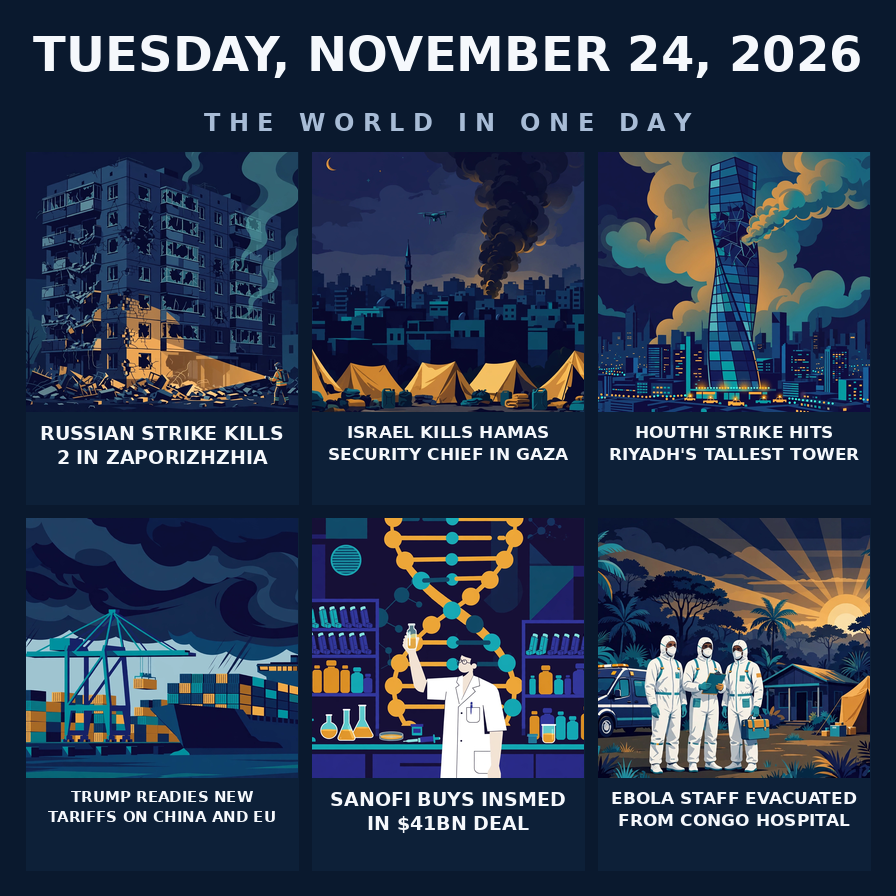 TUESDAY, NOVEMBER 24, 2026
THE WORLD IN ONE DAY
RUSSIAN STRIKE KILLS
2 IN ZAPORIZHZHIA
ISRAEL KILLS HAMAS
SECURITY CHIEF IN GAZA
HOUTHI STRIKE HITS
RIYADH'S TALLEST TOWER
TRUMP READIES NEW
TARIFFS ON CHINA AND EU
SANOFI BUYS INSMED
IN $41BN DEAL
EBOLA STAFF EVACUATED
FROM CONGO HOSPITAL